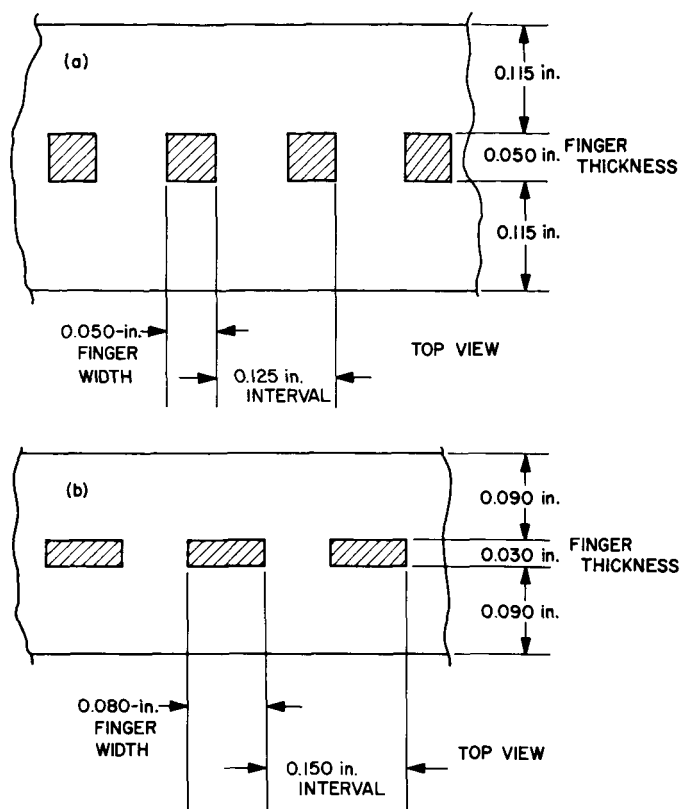 (a)
0.115 in.
0.050 in. FINGER
THICKNESS
0.115 in.
0.050-in.
FINGER
WIDTH
TOP VIEW
0.125 in.
INTERVAL
(b)
0.090 in.
0.030 in. FINGER
THICKNESS
0.090 in.
0.080-in.
FINGER
WIDTH
TOP VIEW
0.150 in.
INTERVAL